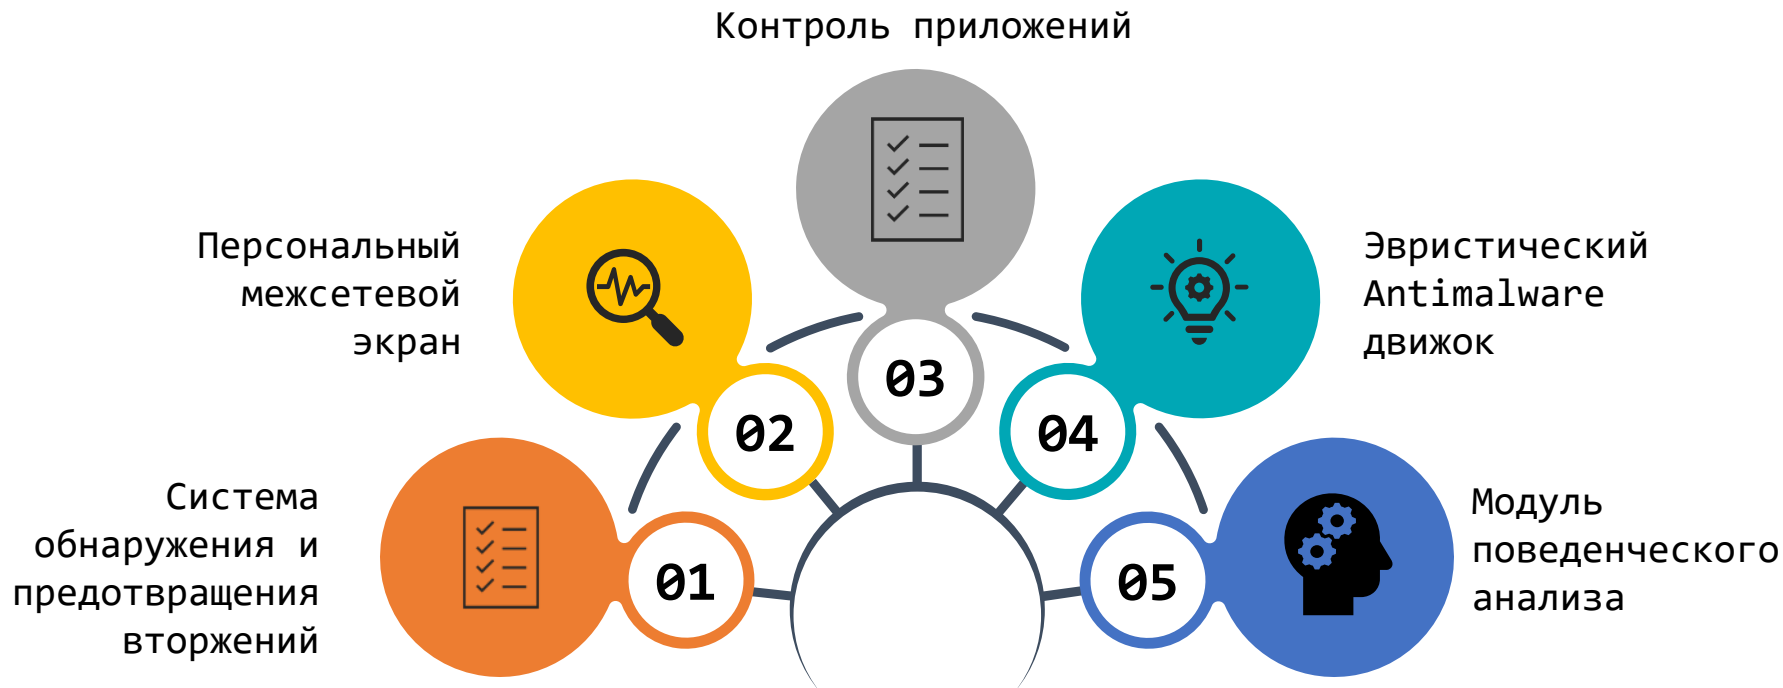 Контроль приложений
Персональный
межсетевой
экран
Эвристический
Antimalware
движок
03
02
04
Система
обнаружения и
предотвращения
вторжений
01
05
Модуль
поведенческого
анализа